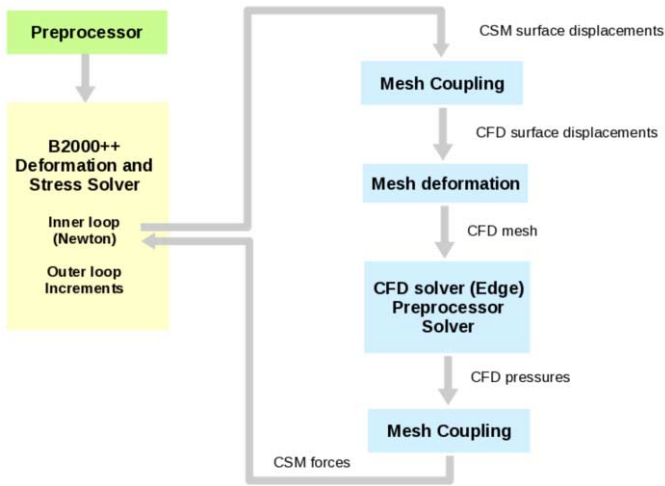 Preprocessor
B2000++
Deformation and
Stress Solver
Inner loop
(Newton)
Outer loop
Increments
CSM surface displacements
Mesh Coupling
CFD surface displacements
Mesh deformation
CFD mesh
CFD solver (Edge)
Preprocessor
Solver
CFD pressures
Mesh Coupling
CSM forces